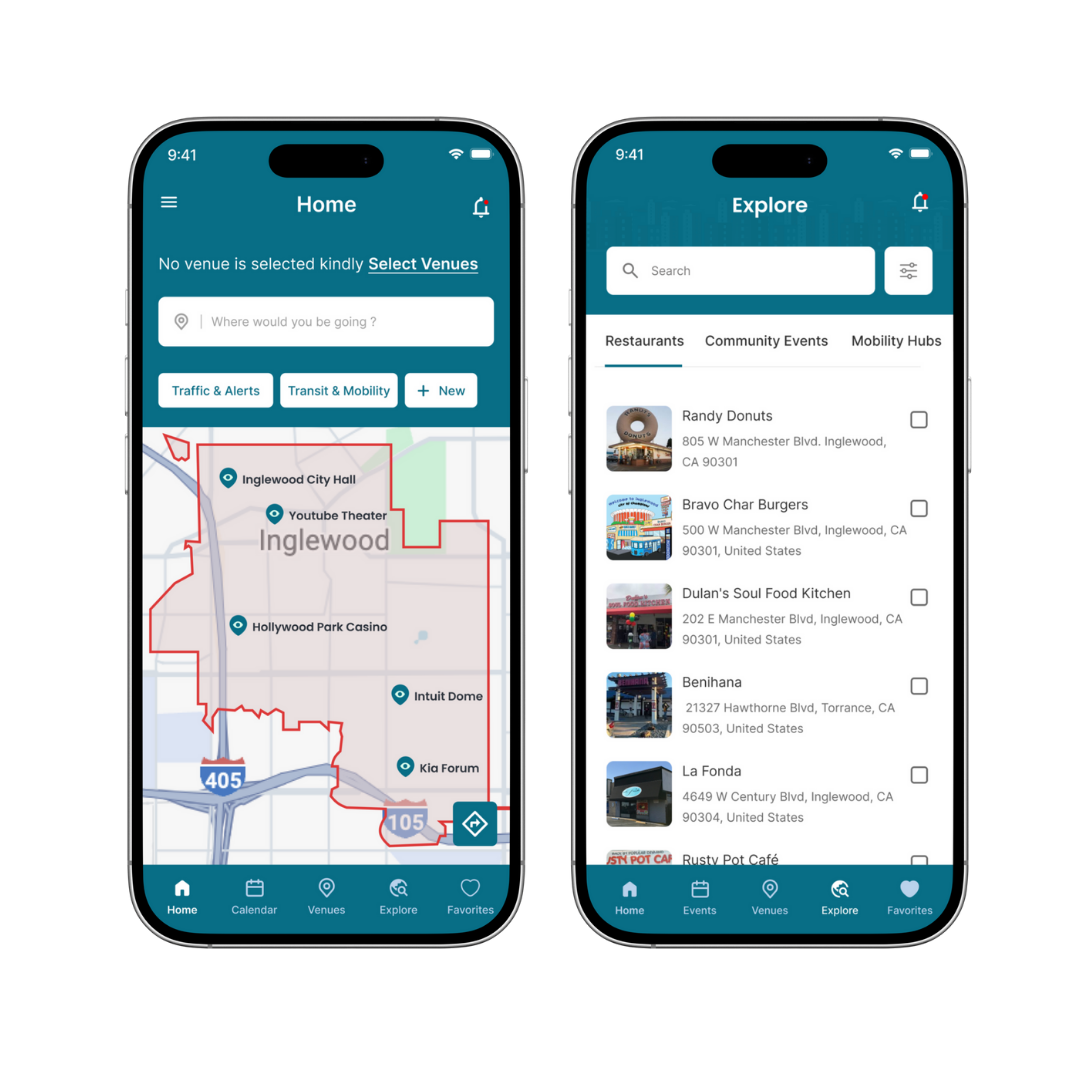 9:41
Home
No venue is selected kindly Select Venues
Where would you be going ?
Traffic & Alerts
Transit & Mobility
+ New
Inglewood City Hall
Youtube Theater
Inglewood
Hollywood Park Casino
Intuit Dome
Kia Forum
405
105
Home
Calendar
Venues
Explore
Favorites
9:41
Explore
Search
Restaurants
Community Events
Mobility Hubs
Randy Donuts
805 W Manchester Blvd. Inglewood,
CA 90301
Bravo Char Burgers
500 W Manchester Blvd, Inglewood, CA
90301, United States
Dulan's Soul Food Kitchen
202 E Manchester Blvd, Inglewood, CA
90301, United States
Benihana
21327 Hawthorne Blvd, Torrance, CA
90503, United States
La Fonda
4649 W Century Blvd, Inglewood, CA
90304, United States
Rusty Pot Café
Home
Events
Venues
Explore
Favorites